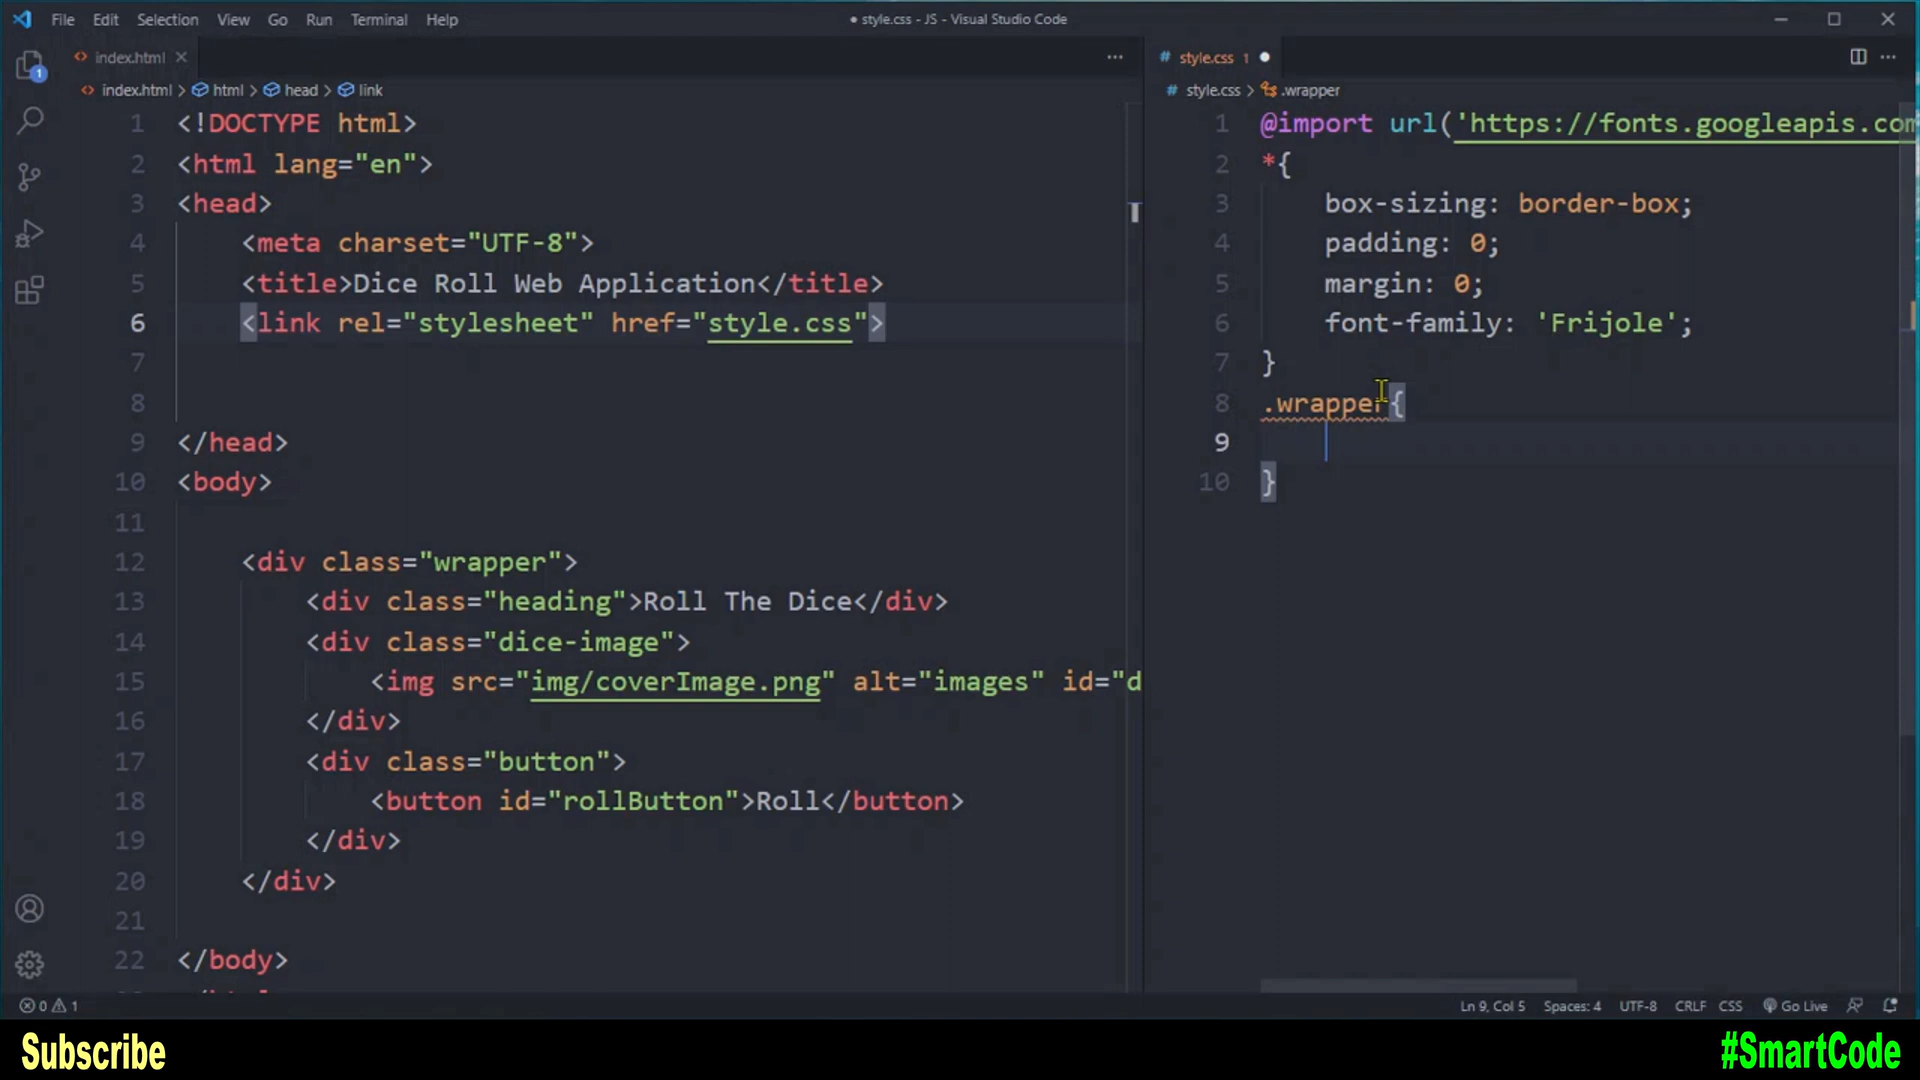 File Edit Selection View Go Run Terminal Help
● style.css - JS - Visual Studio Code
index.html
style.css 1
index.html > html > head > link
style.css > .wrapper
1 <!DOCTYPE html>
2 <html lang="en">
3 <head>
4 <meta charset="UTF-8">
5 <title>Dice Roll Web Application</title>
6 <link rel="stylesheet" href="style.css">
7
8
9 </head>
10 <body>
11
12 <div class="wrapper">
13 <div class="heading">Roll The Dice</div>
14 <div class="dice-image">
15 <img src="img/coverImage.png" alt="images" id="d
16 </div>
17 <div class="button">
18 <button id="rollButton">Roll</button>
19 </div>
20 </div>
21
22 </body>
1 @import url('https://fonts.googleapis.com
2 *{
3 box-sizing: border-box;
4 padding: 0;
5 margin: 0;
6 font-family: 'Frijole';
7 }
8 .wrapper{
9
10 }
1
0 1
Ln 9, Col 5 Spaces: 4 UTF-8 CRLF CSS Go Live
Subscribe
#SmartCode